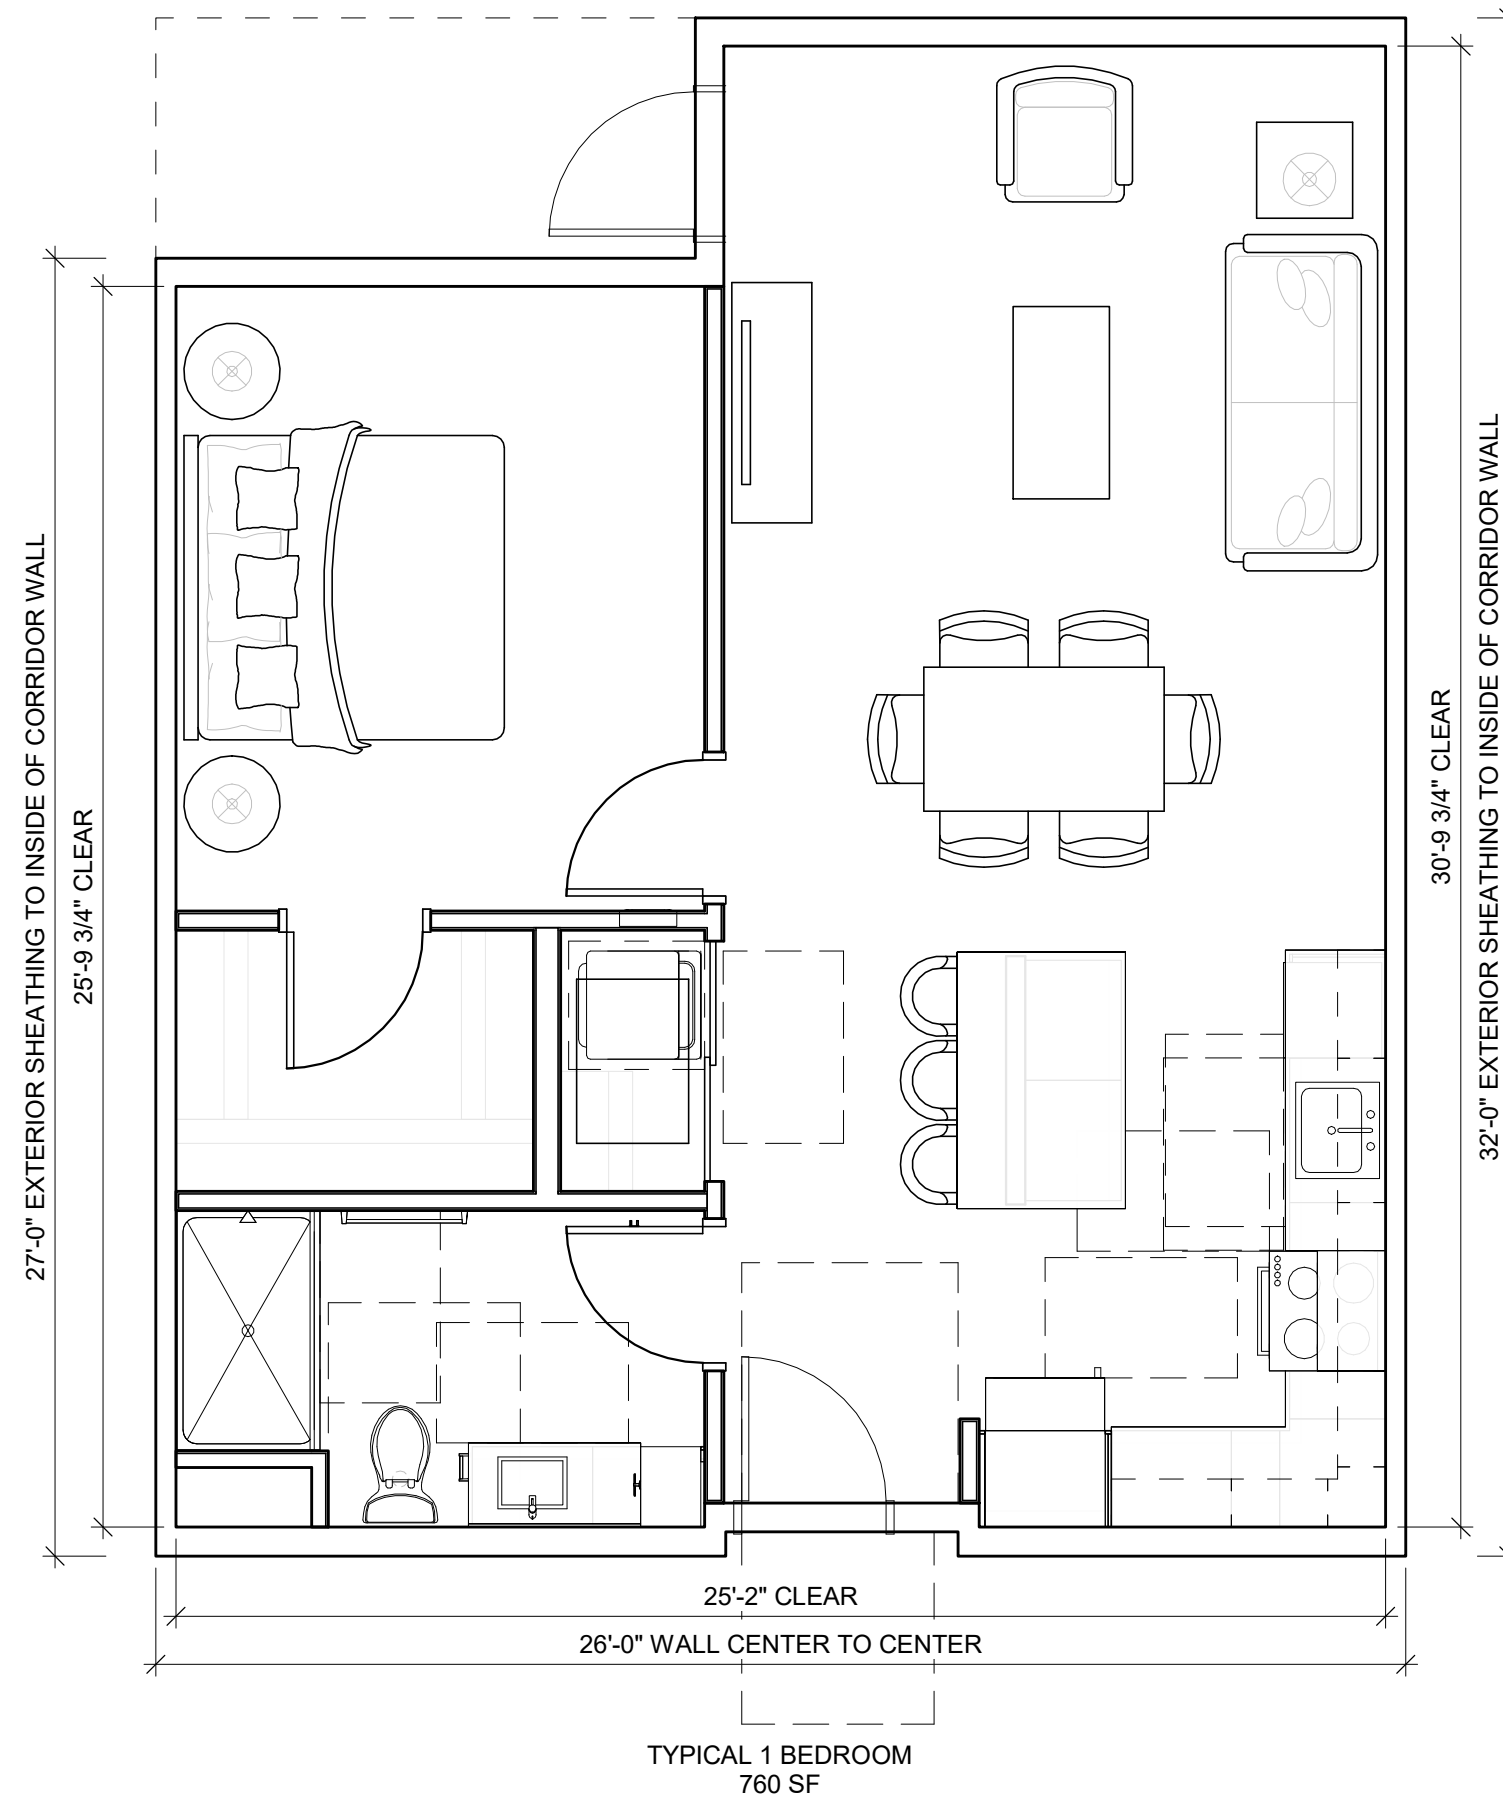 27'-0" EXTERIOR SHEATHING TO INSIDE OF CORRIDOR WALL
25'-9 3/4" CLEAR
30'-9 3/4" CLEAR
32'-0" EXTERIOR SHEATHING TO INSIDE OF CORRIDOR WALL
25'-2" CLEAR
26'-0" WALL CENTER TO CENTER
TYPICAL 1 BEDROOM
760 SF